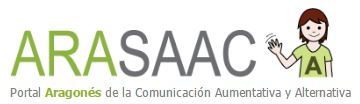 ARASAAC
A
Portal Aragonés de la Comunicación Aumentativa y Alternativa